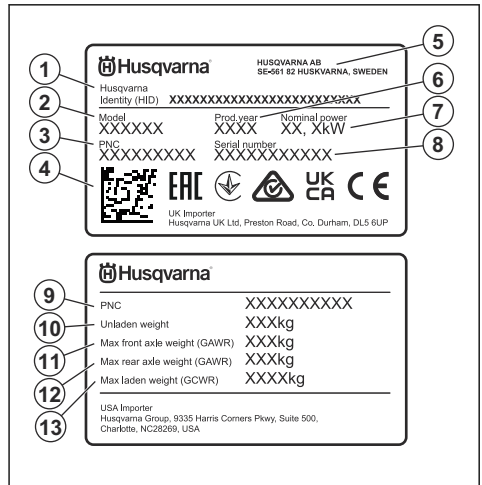 Husqvarna
HUSQVARNA AB
SE-561 82 HUSKVARNA, SWEDEN
Husqvarna
Identity (HID) XXXXXXXXXXXXXXXXXXXXXXXXXXX
Model Prod.year Nominal power
XXXXXX XXXX XX, XkW
PNC Serial number
XXXXXXXXX XXXXXXXXXXX
EAC UK CA CE
UK Importer
Husqvarna UK Ltd, Preston Road, Co. Durham, DL5 6UP
1
2
3
4
5
6
7
8
Husqvarna
PNC XXXXXXXXXX
Unladen weight XXXkg
Max front axle weight (GAWR) XXXkg
Max rear axle weight (GAWR) XXXkg
Max laden weight (GCWR) XXXXkg
USA Importer
Husqvarna Group, 9335 Harris Corners Pkwy, Suite 500,
Charlotte, NC28269, USA
9
10
11
12
13